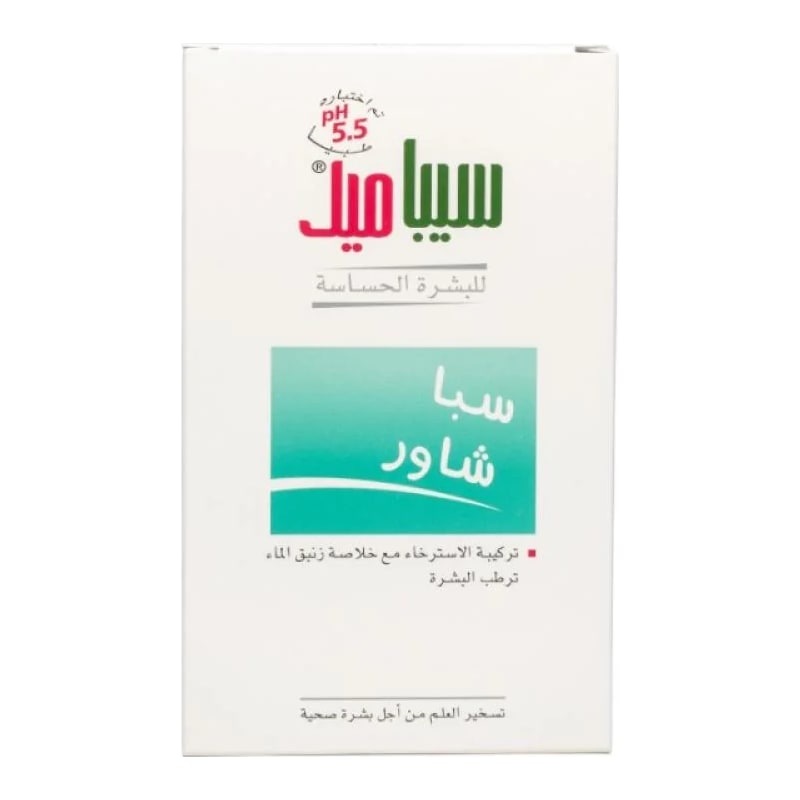 تم اختباره
pH
5.5
طبيا
سيباميد®
للبشرة الحساسة
سبا
شاور
تركيبة الاسترخاء مع خلاصة زنبق الماء
ترطب البشرة
تسخير العلم من أجل بشرة صحية